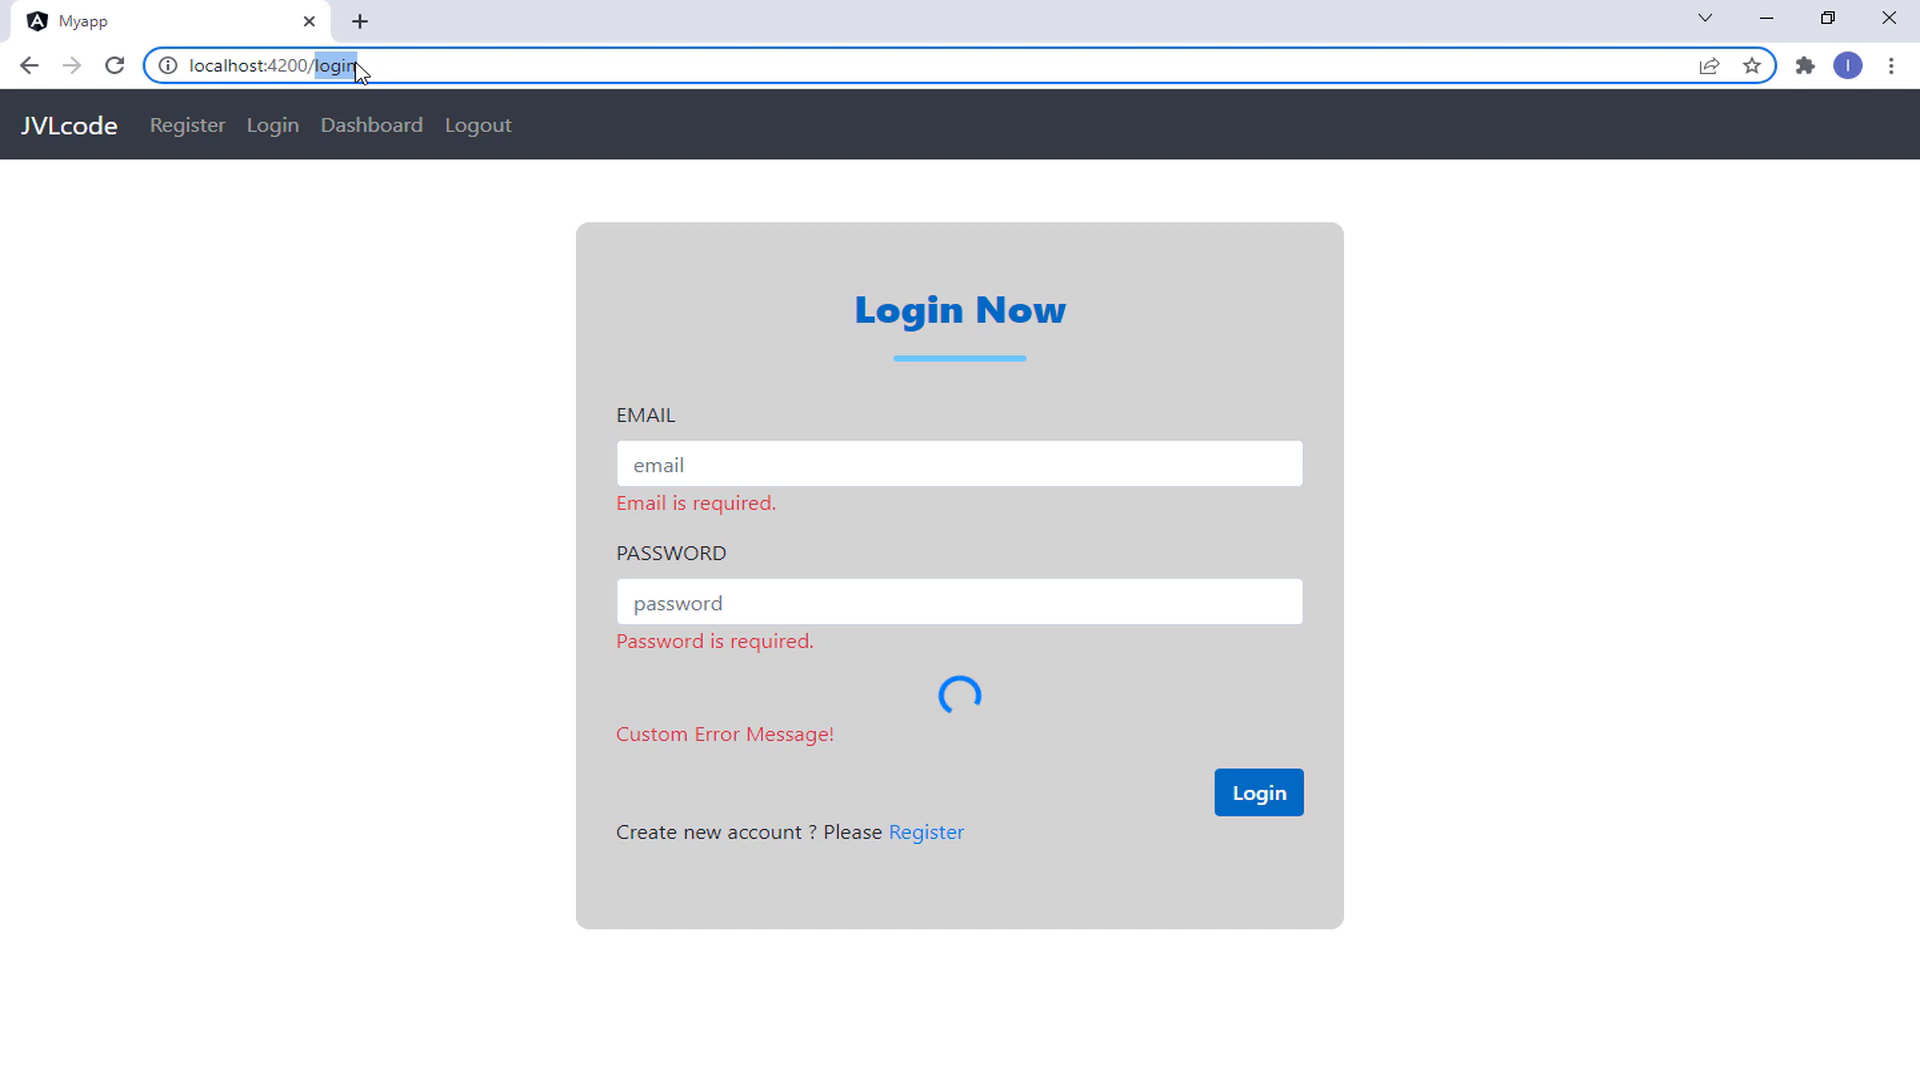 Myapp
localhost:4200/login
I
JVLcode Register Login Dashboard Logout
Login Now
EMAIL
email
Email is required.
PASSWORD
password
Password is required.
Custom Error Message!
Login
Create new account ? Please Register